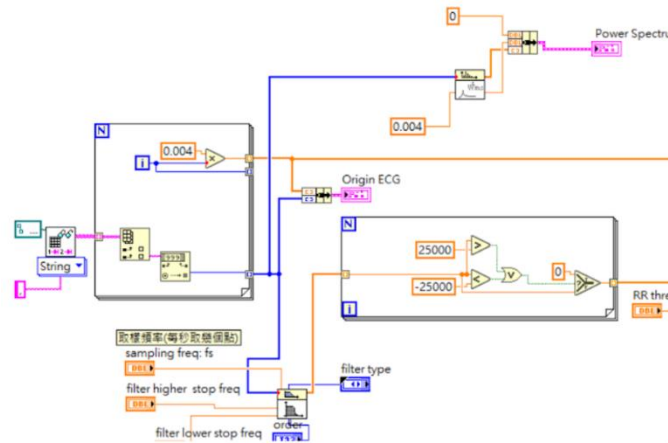 0
Power Spectru
0.004
N
0.004
i
Origin ECG
String
N
25000
0
-25000
i
RR thre
DBL
取樣頻率(每秒取幾個點)
sampling freq: fs
DBL
filter type
filter higher stop freq
DBL
order
filter lower stop freq